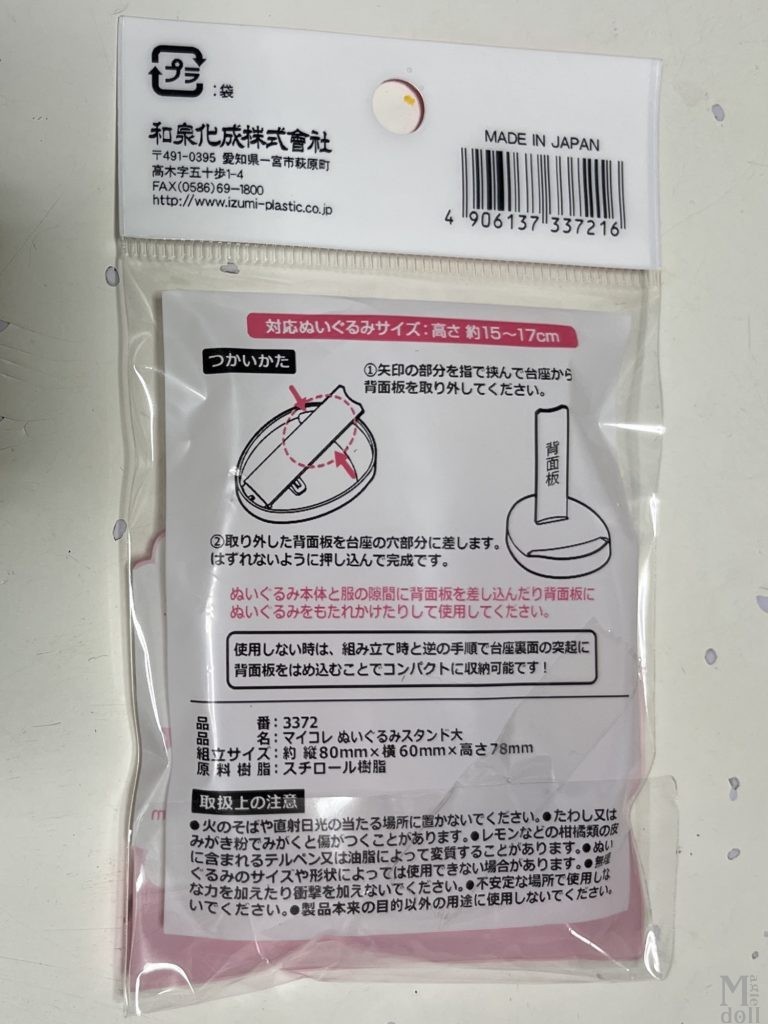 プラ
:袋
和泉化成株式會社
〒491-0395 愛知県一宮市萩原町
高木字五十歩1-4
FAX(0586)69-1800
http://www.izumi-plastic.co.jp
MADE IN JAPAN
4 906137 337216
対応ぬいぐるみサイズ:高さ 約15〜17cm
つかいかた
①矢印の部分を指で挟んで台座から
背面板を取り外してください。
背面板
②取り外した背面板を台座の穴部分に差します。
はずれないように押し込んで完成です。
ぬいぐるみ本体と服の隙間に背面板を差し込んだり背面板に
ぬいぐるみをもたれかけたりして使用してください。
使用しない時は、組み立て時と逆の手順で台座裏面の突起に
背面板をはめ込むことでコンパクトに収納可能です!
品番:3372
品名:マイコレ ぬいぐるみスタンド大
組立サイズ:約 縦80mm×横60mm×高さ78mm
原料樹脂:スチロール樹脂
取扱上の注意
●火のそばや直射日光の当たる場所に置かないでください。●たわし又は
みがき粉でみがくと傷がつくことがあります。●レモンなどの柑橘類の皮
に含まれるテルペン又は油脂によって変質することがあります。●ぬい
ぐるみのサイズや形状によっては使用できない場合があります。●無理
な力を加えたり衝撃を加えないでください。●不安定な場所で使用しな
いでください。●製品本来の目的以外の用途に使用しないでください。
m
Magic doll